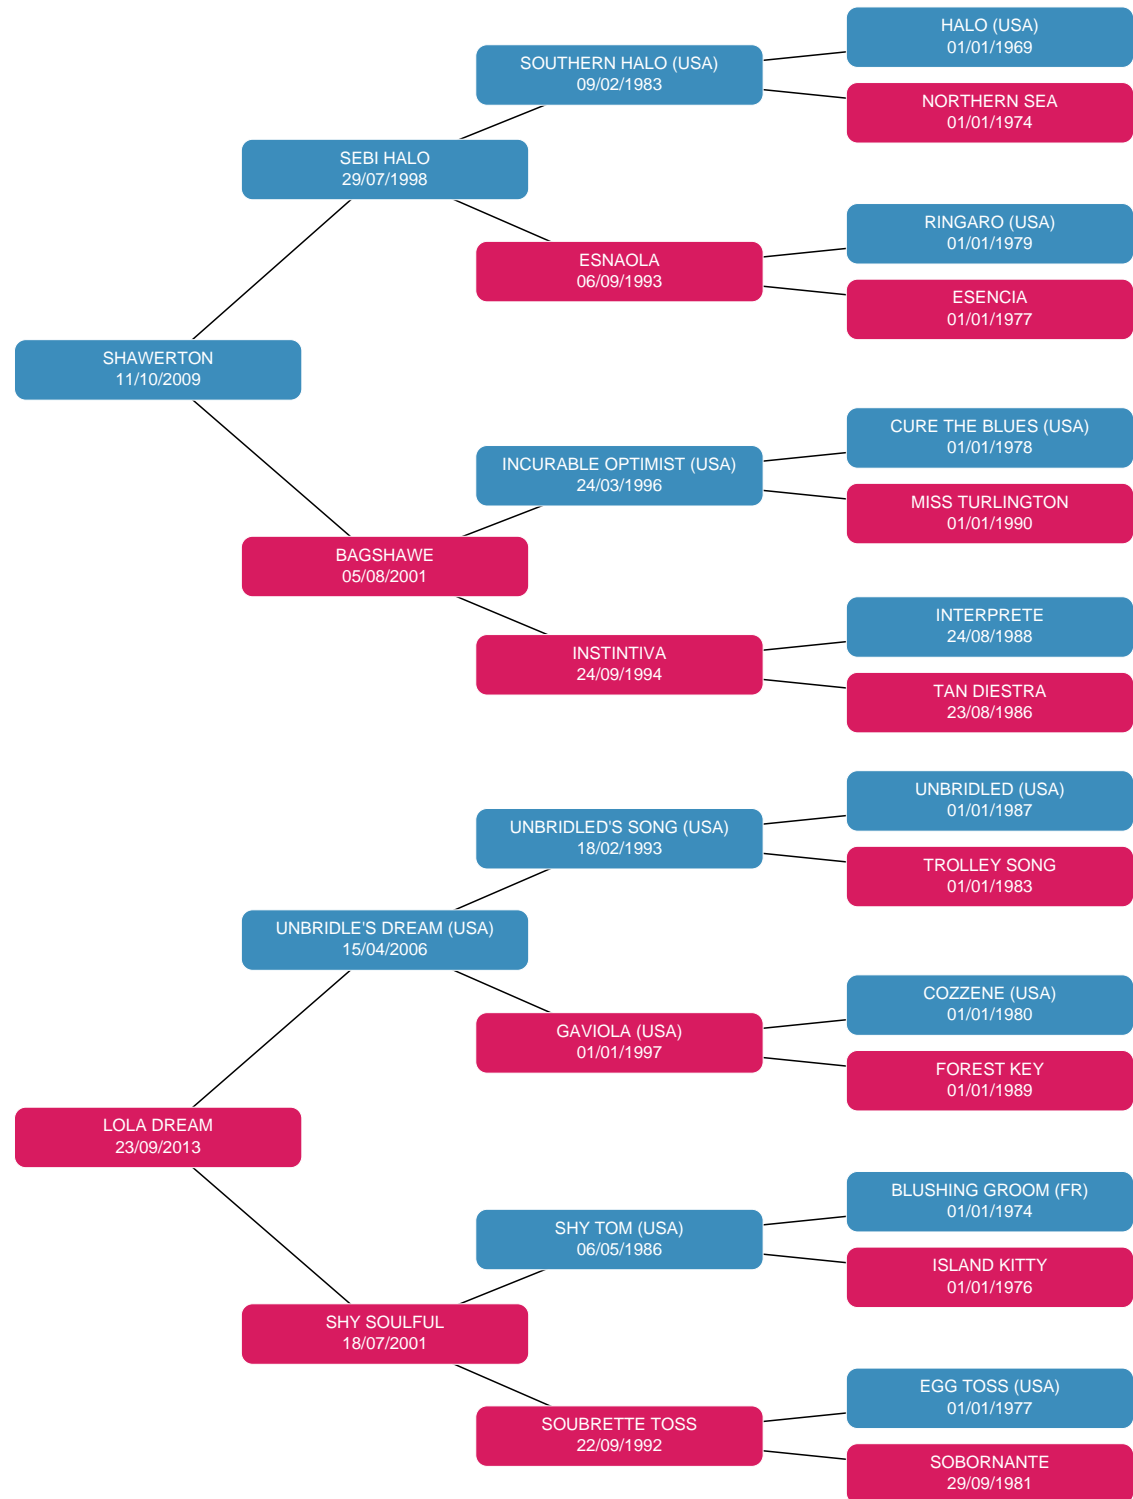 HALO (USA)
01/01/1969
SOUTHERN HALO (USA)
09/02/1983
NORTHERN SEA
01/01/1974
SEBI HALO
29/07/1998
RINGARO (USA)
01/01/1979
ESNAOLA
06/09/1993
ESENCIA
01/01/1977
SHAWERTON
11/10/2009
CURE THE BLUES (USA)
01/01/1978
INCURABLE OPTIMIST (USA)
24/03/1996
MISS TURLINGTON
01/01/1990
BAGSHAWE
05/08/2001
INTERPRETE
24/08/1988
INSTINTIVA
24/09/1994
TAN DIESTRA
23/08/1986
UNBRIDLED (USA)
01/01/1987
UNBRIDLED'S SONG (USA)
18/02/1993
TROLLEY SONG
01/01/1983
UNBRIDLE'S DREAM (USA)
15/04/2006
COZZENE (USA)
01/01/1980
GAVIOLA (USA)
01/01/1997
FOREST KEY
01/01/1989
LOLA DREAM
23/09/2013
BLUSHING GROOM (FR)
01/01/1974
SHY TOM (USA)
06/05/1986
ISLAND KITTY
01/01/1976
SHY SOULFUL
18/07/2001
EGG TOSS (USA)
01/01/1977
SOUBRETTE TOSS
22/09/1992
SOBORNANTE
29/09/1981